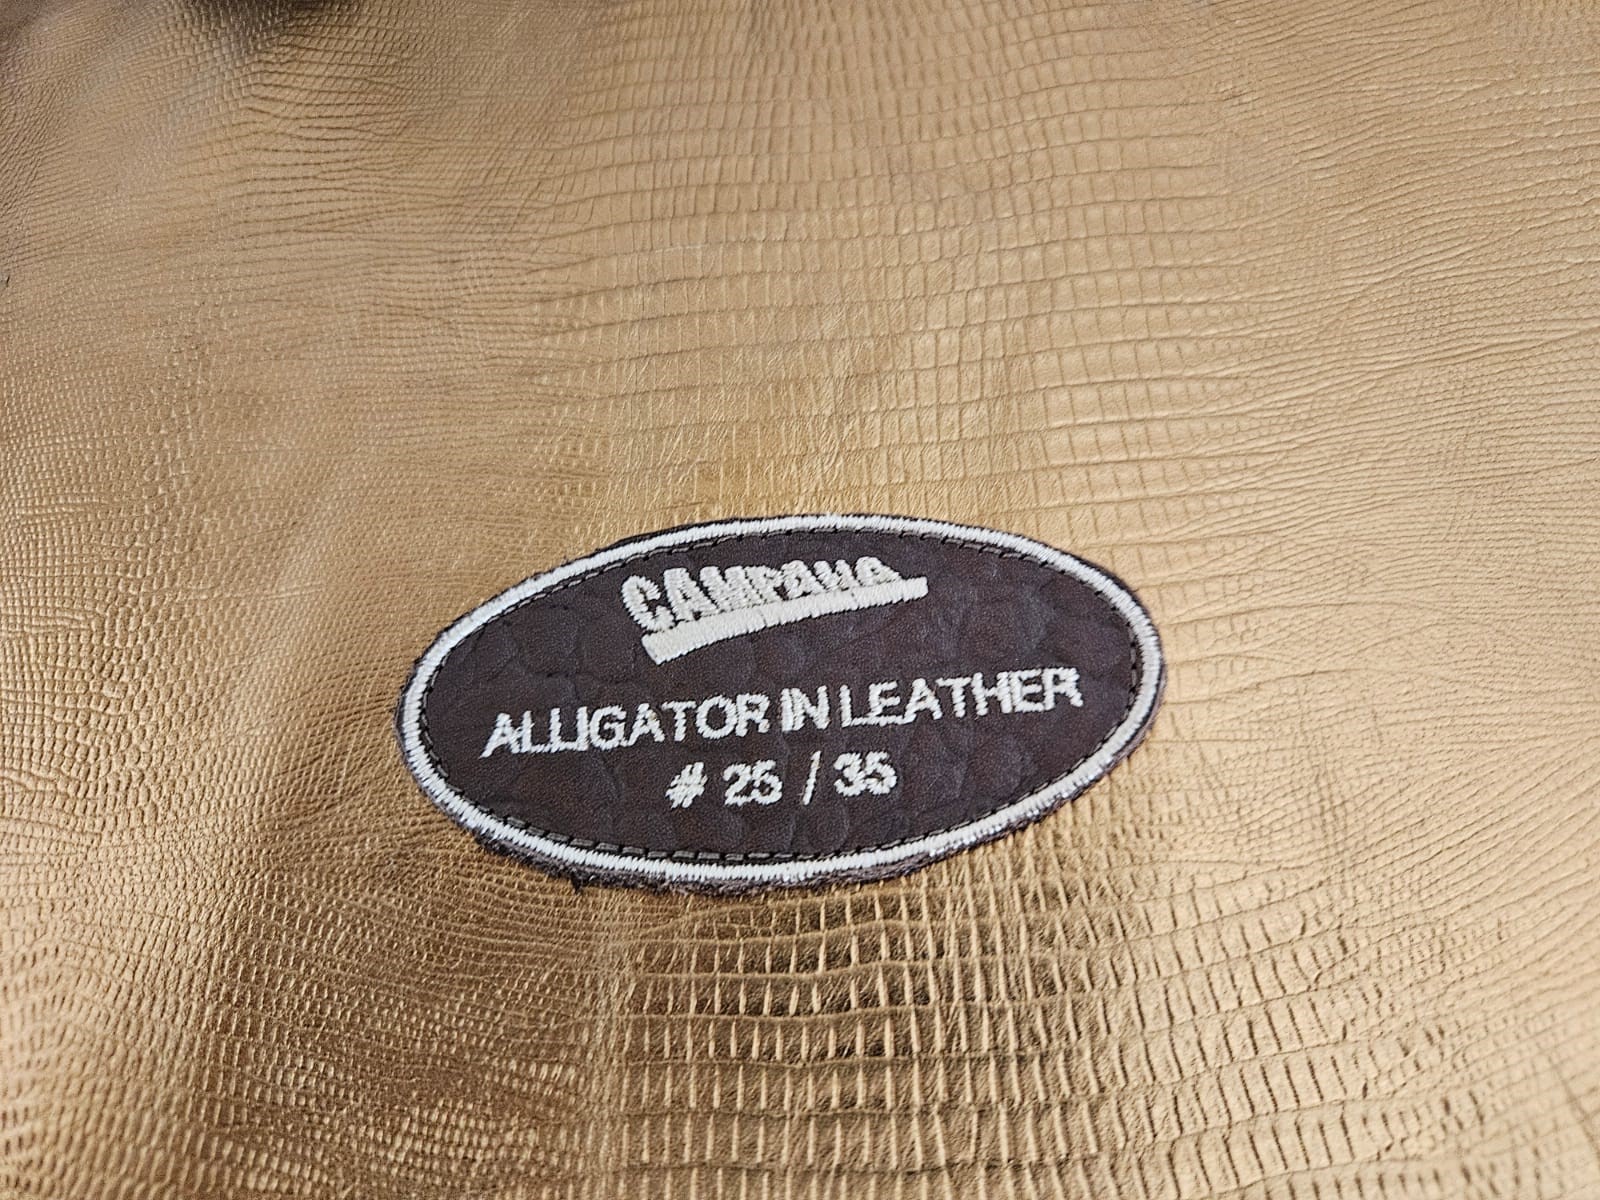 CAMPANA
ALLIGATOR IN LEATHER
# 25 / 35